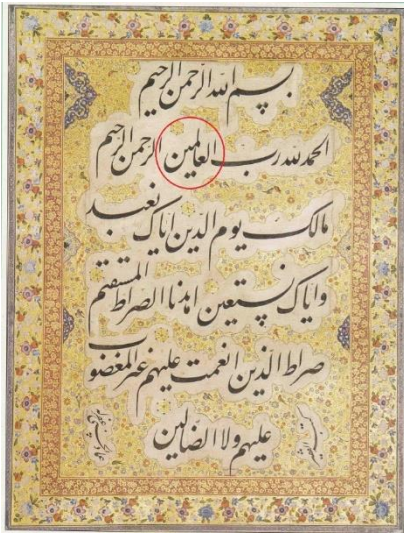 بسم الله الرحمن الرحيم
الحمد لله رب العالمين الرحمن الرحيم
مالك يوم الدين اياك نعبد
واياك نستعين اهدنا الصراط المستقيم
صراط الذين انعمت عليهم غير المغضوب
عليهم ولا الضالين